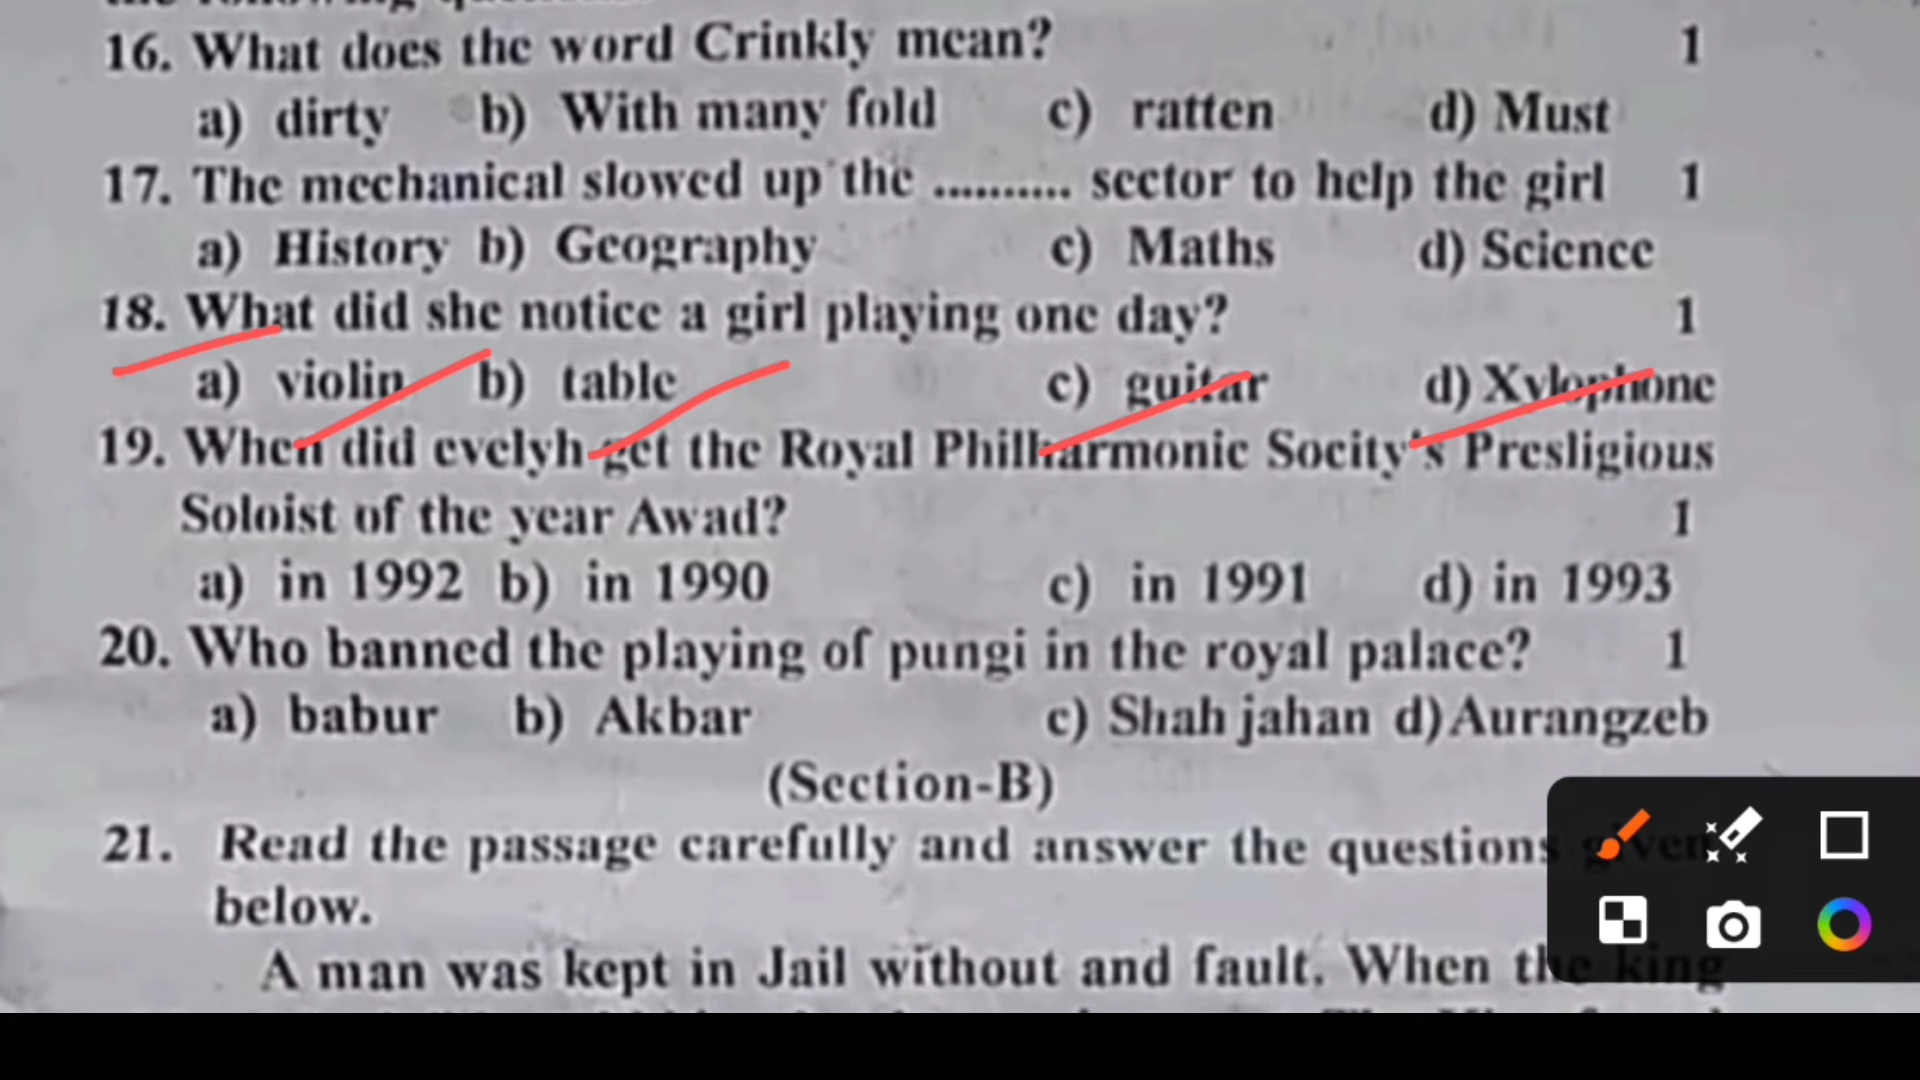 the following question
16. What does the word Crinkly mean? 1
a) dirty b) With many fold c) ratten d) Must
17. The mechanical slowed up the .......... sector to help the girl 1
a) History b) Geography c) Maths d) Science
18. What did she notice a girl playing one day? 1
a) violin b) table c) guitar d) Xylophone
19. When did evelyh get the Royal Philharmonic Socity's Presligious
Soloist of the year Awad? 1
a) in 1992 b) in 1990 c) in 1991 d) in 1993
20. Who banned the playing of pungi in the royal palace? 1
a) babur b) Akbar c) Shah jahan d) Aurangzeb
(Section-B)
21. Read the passage carefully and answer the questions given
below.
A man was kept in Jail without and fault. When the king